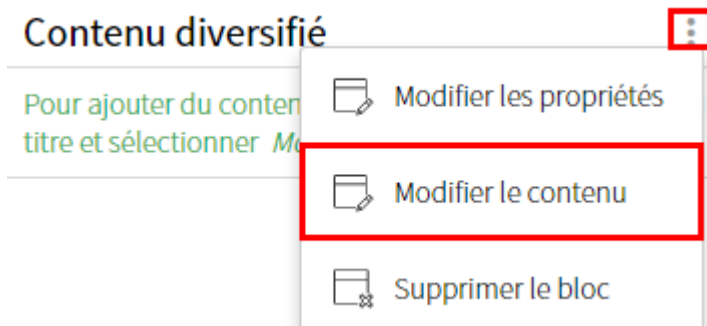 Contenu diversifié
Modifier les propriétés
Pour ajouter du conten
titre et sélectionner
Modifier le contenu
Supprimer le bloc